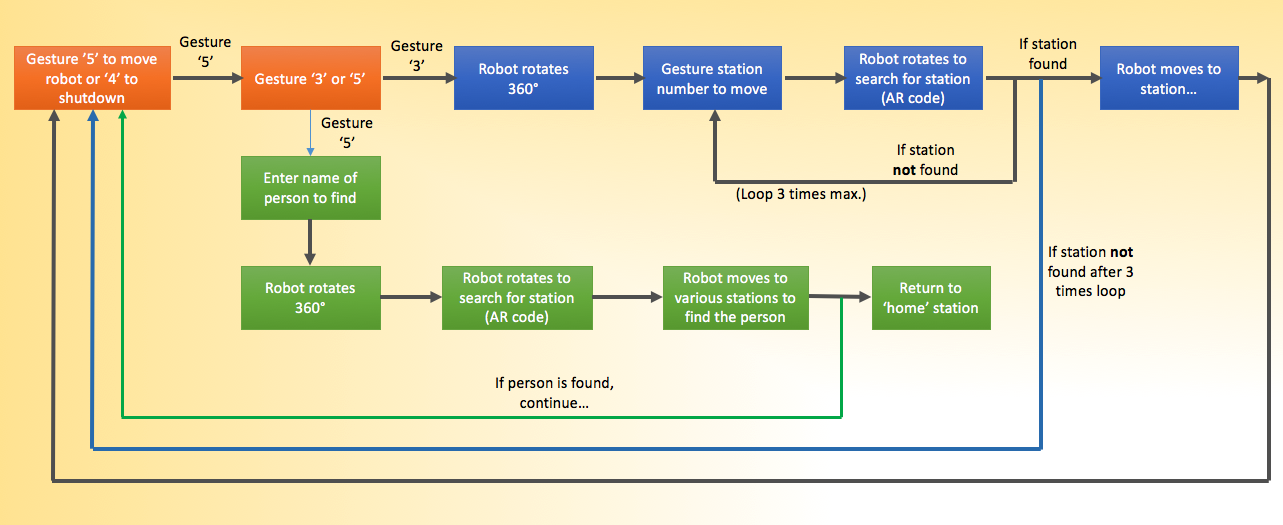 Gesture ‘5’ to move
robot or ‘4’ to
shutdown
Gesture
‘5’
Gesture ‘3’ or ‘5’
Gesture
‘3’
Robot rotates
360°
Gesture station
number to move
Robot rotates to
search for station
(AR code)
If station
found
Robot moves to
station...
Gesture
‘5’
If station
not found
(Loop 3 times max.)
Enter name of
person to find
If station not
found after 3
times loop
Robot rotates
360°
Robot rotates to
search for station
(AR code)
Robot moves to
various stations to
find the person
Return to
‘home’ station
If person is found,
continue...